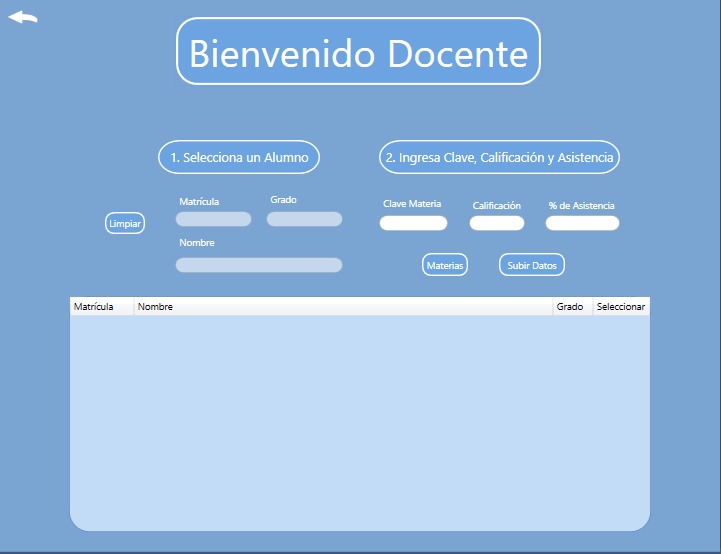 Bienvenido Docente
1. Selecciona un Alumno
2. Ingresa Clave, Calificación y Asistencia
Matrícula
Grado
Clave Materia
Calificación
% de Asistencia
Limpiar
Nombre
Materias
Subir Datos
Matrícula Nombre Grado Seleccionar